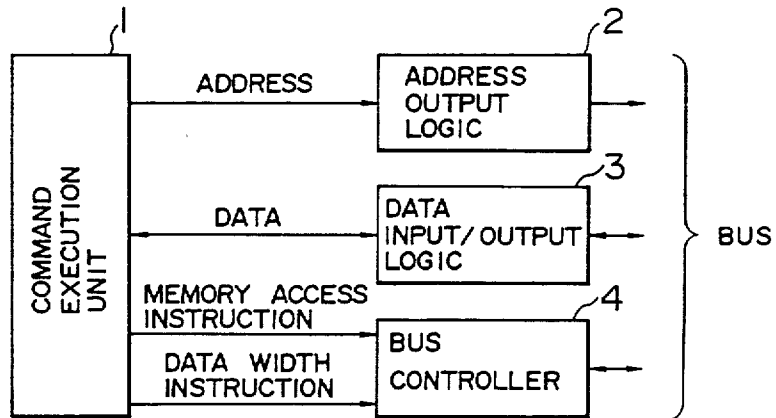 1
COMMAND
EXECUTION
UNIT
ADDRESS
2
ADDRESS
OUTPUT
LOGIC
DATA
3
DATA
INPUT/OUTPUT
LOGIC
BUS
MEMORY ACCESS
INSTRUCTION
DATA WIDTH
INSTRUCTION
4
BUS
CONTROLLER